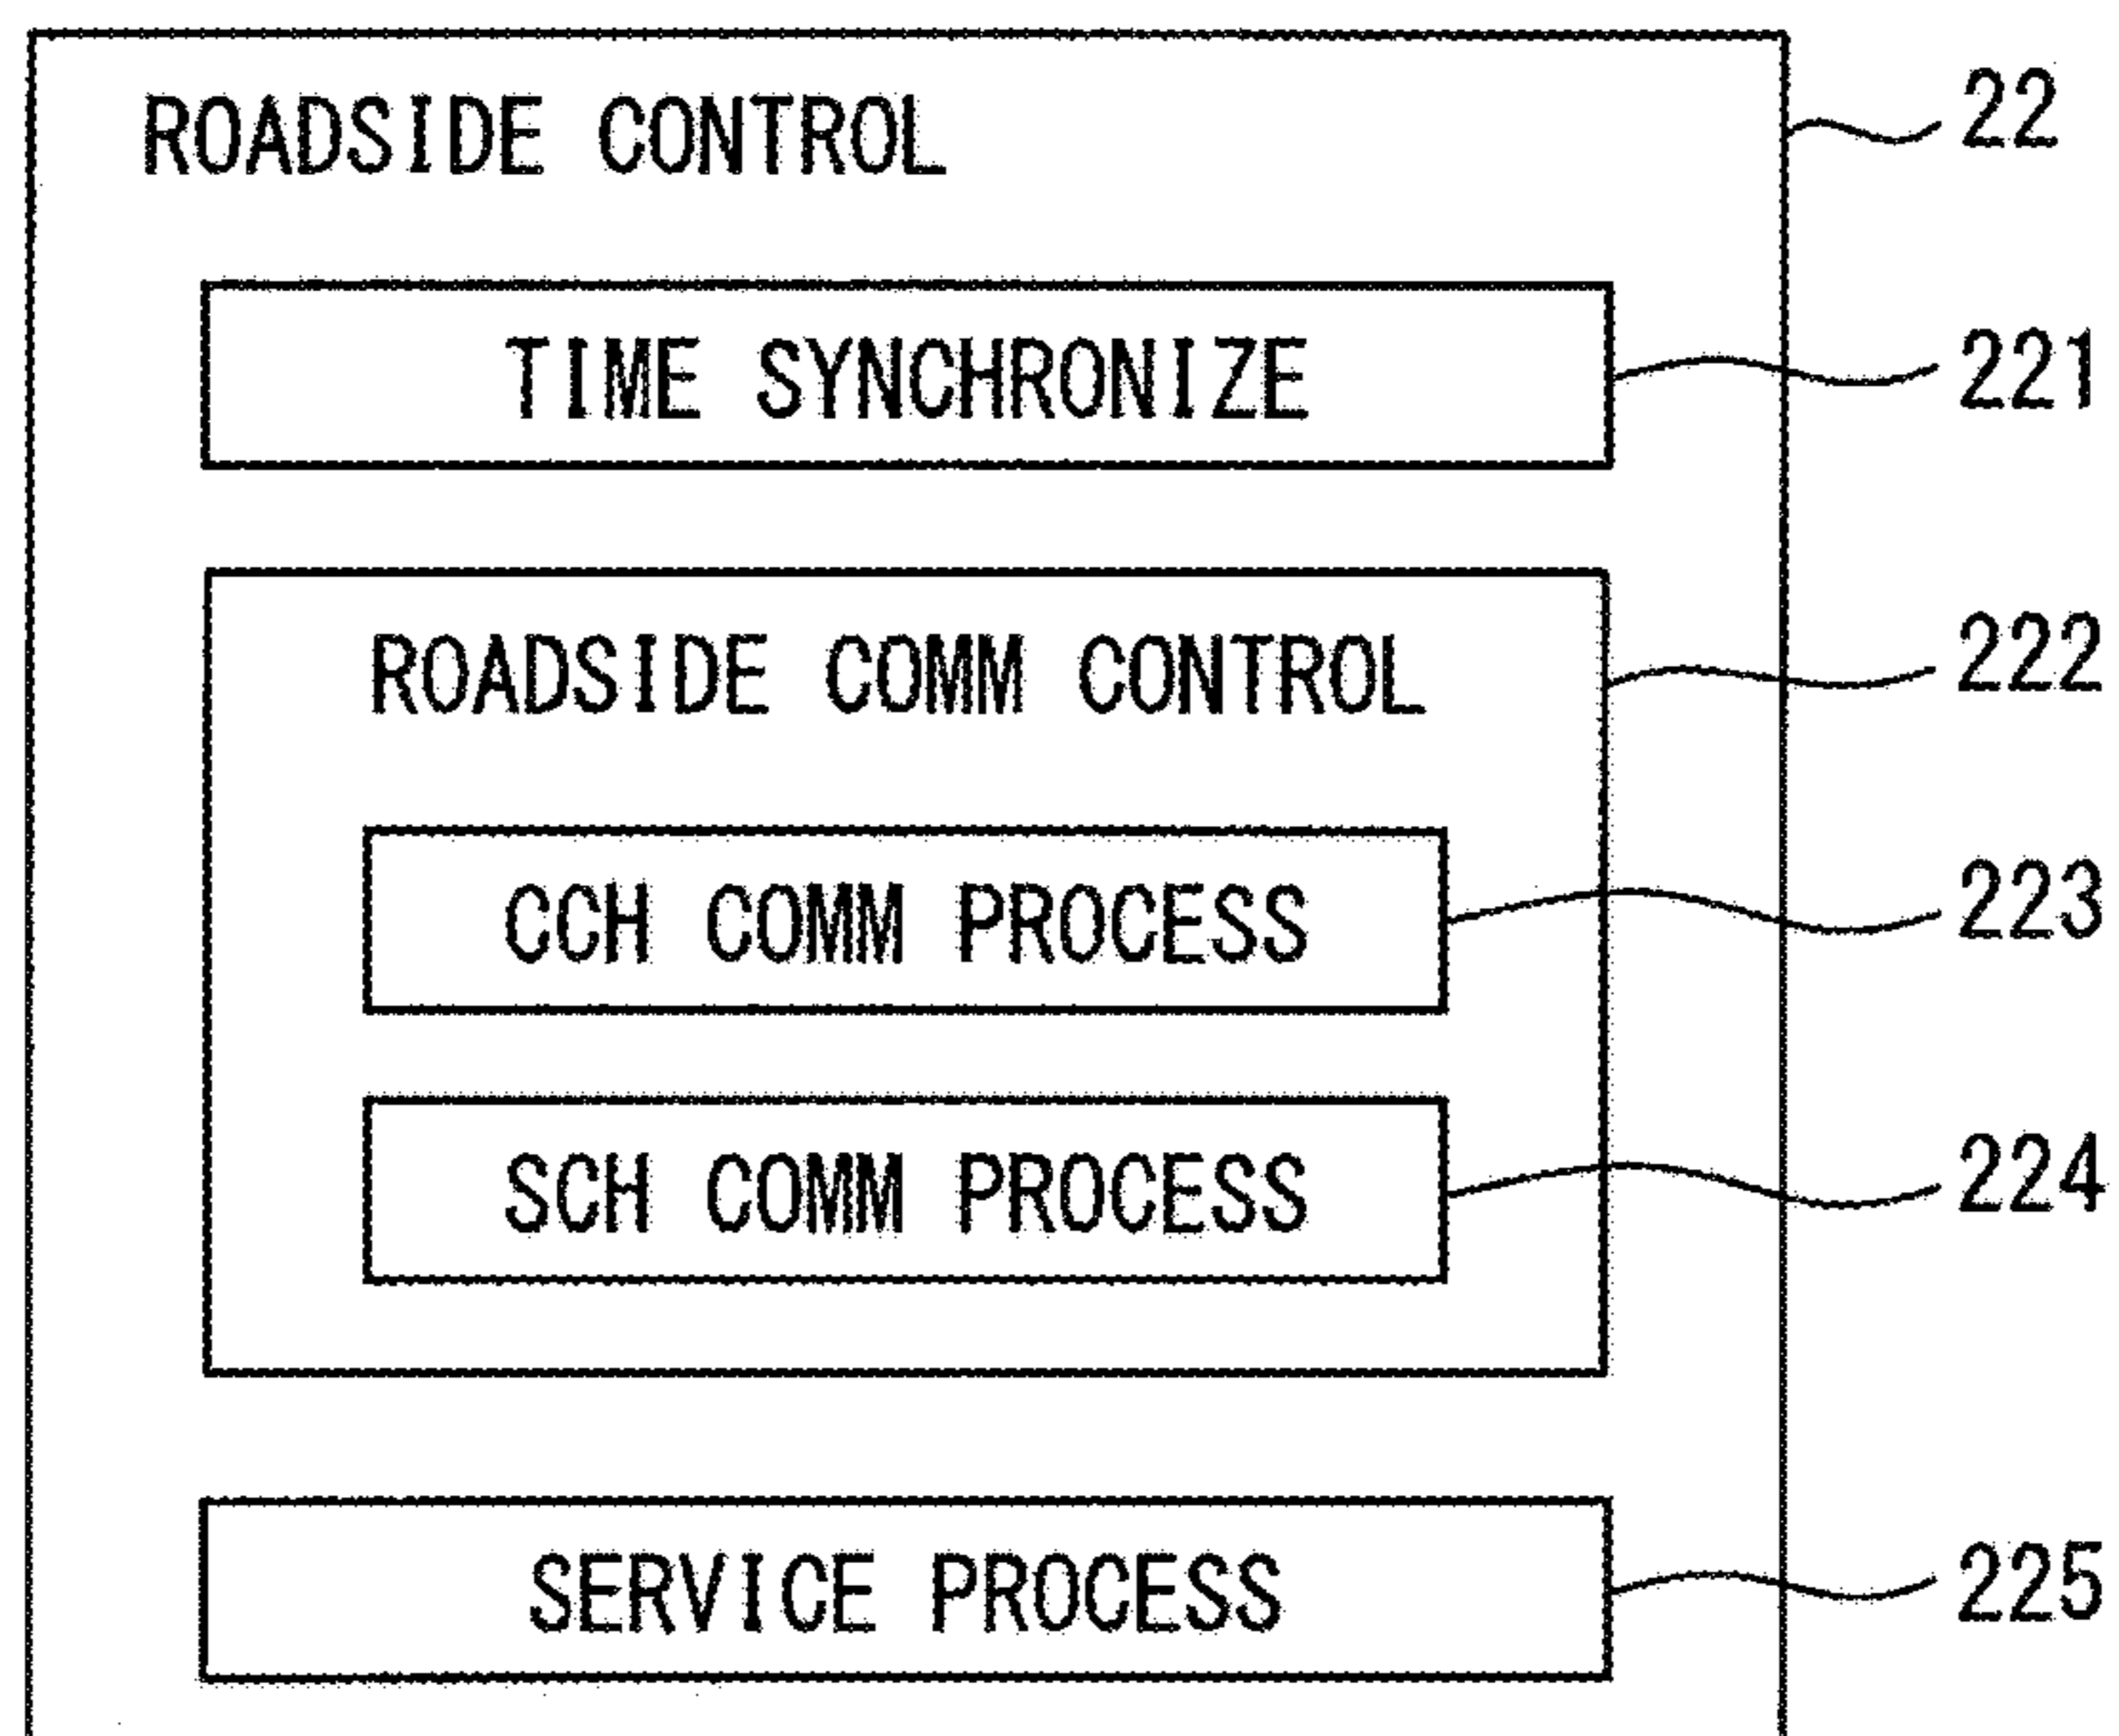 ROADSIDE CONTROL 22
TIME SYNCHRONIZE 221
ROADSIDE COMM CONTROL 222
CCH COMM PROCESS 223
SCH COMM PROCESS 224
SERVICE PROCESS 225